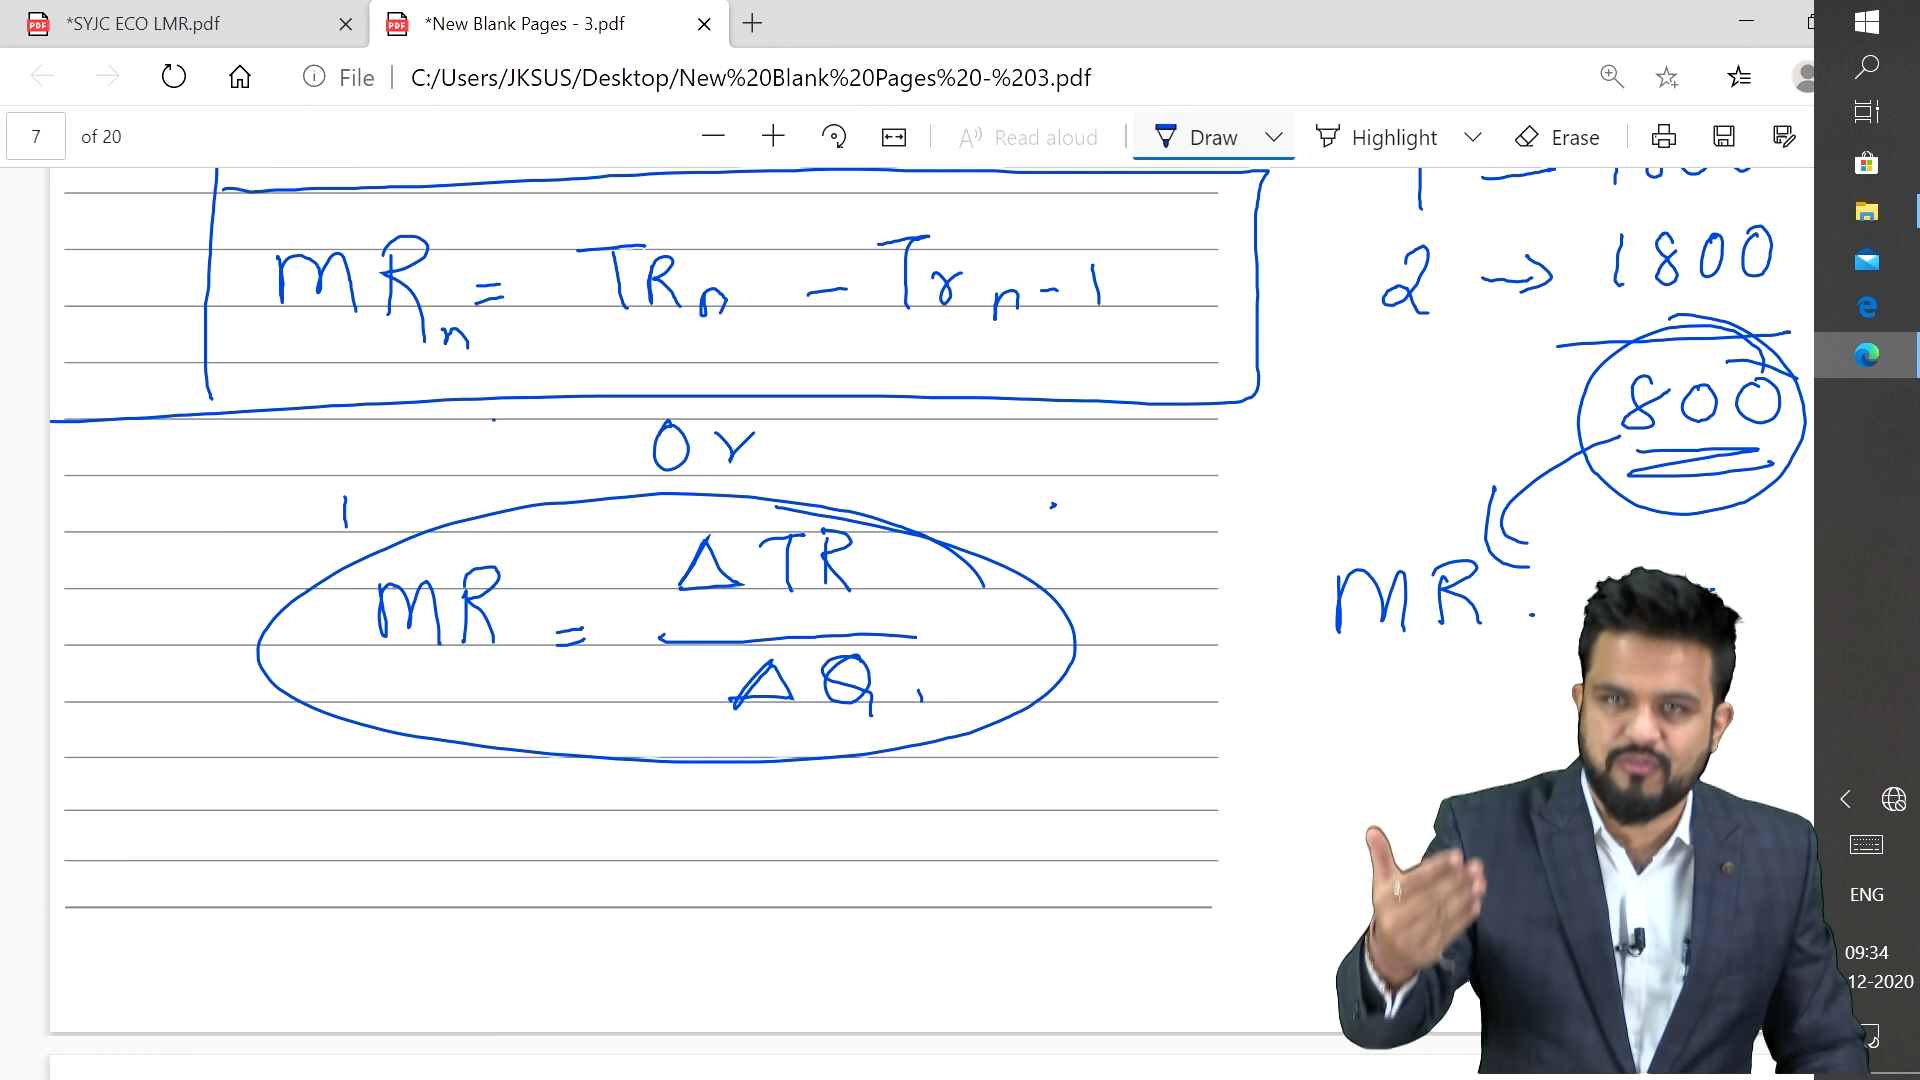 *SYJC ECO LMR.pdf
*New Blank Pages - 3.pdf
File | C:/Users/JKSUS/Desktop/New%20Blank%20Pages%20-%203.pdf
7 of 20
Read aloud
Draw
Highlight
Erase
MRn = TRn - Trn-1
2 → 1800
800
Or
MR = ΔTR
ΔQ
MR
ENG
09:34
12-2020